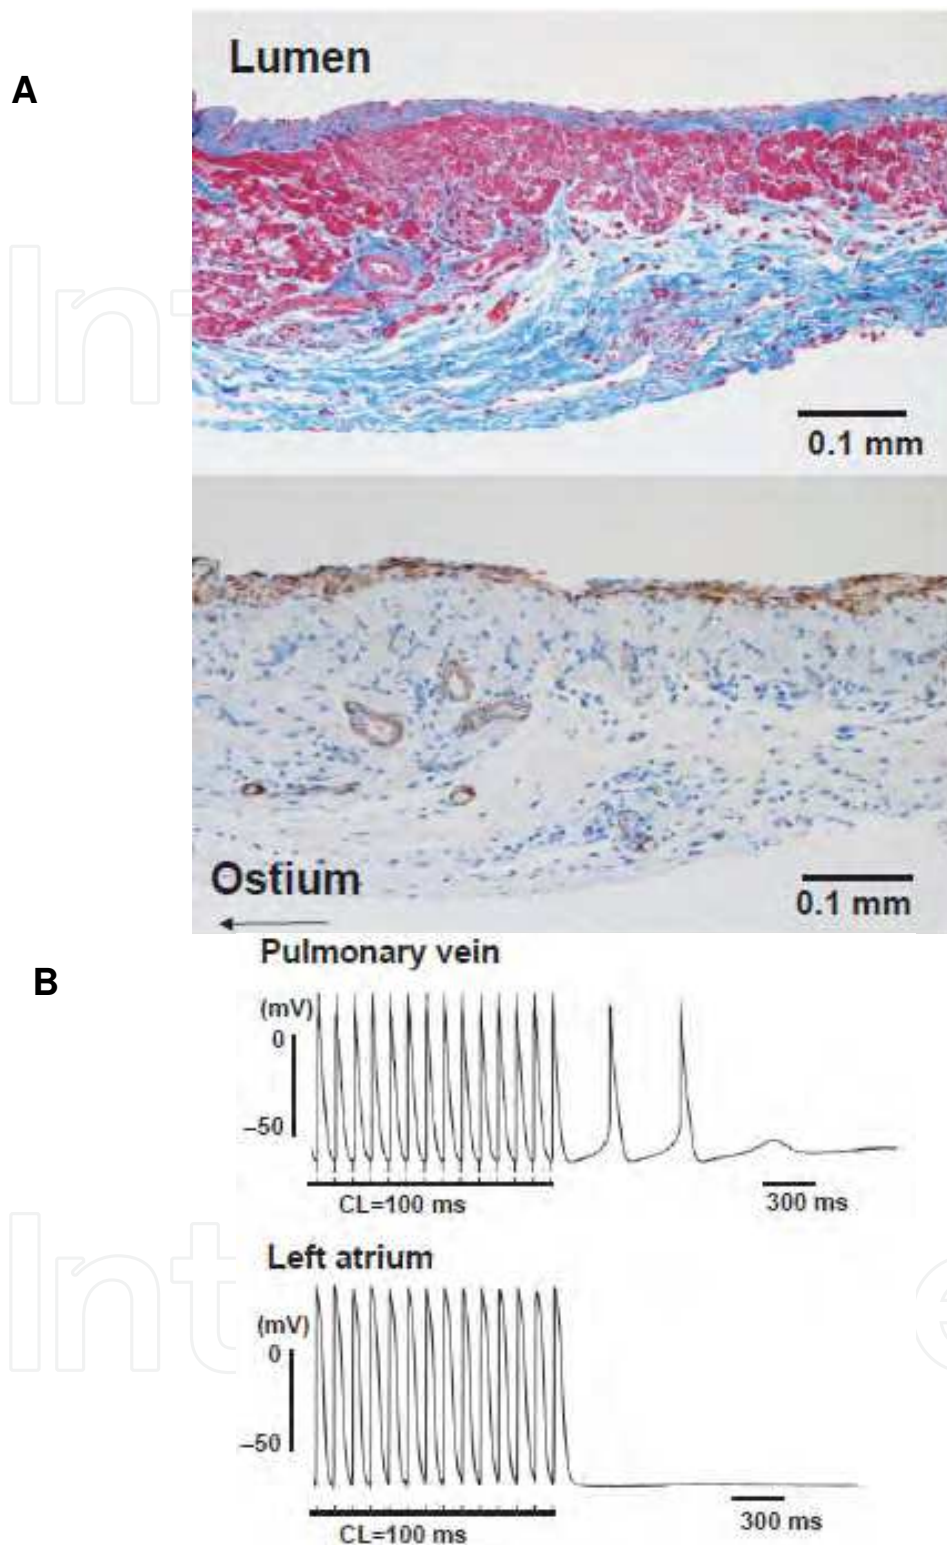 A
Lumen
0.1 mm
Ostium
0.1 mm
B
Pulmonary vein
(mV)
0
–50
CL=100 ms
300 ms
Left atrium
(mV)
0
–50
CL=100 ms
300 ms